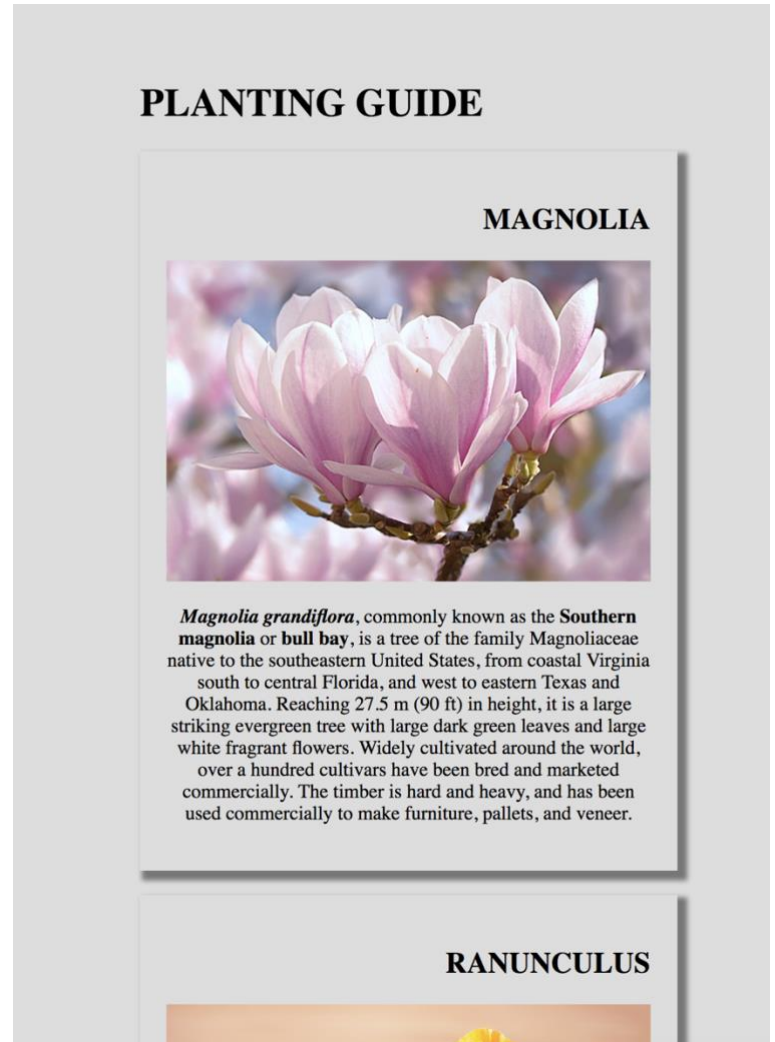 PLANTING GUIDE
MAGNOLIA
Magnolia grandiflora, commonly known as the Southern
magnolia or bull bay, is a tree of the family Magnoliaceae
native to the southeastern United States, from coastal Virginia
south to central Florida, and west to eastern Texas and
Oklahoma. Reaching 27.5 m (90 ft) in height, it is a large
striking evergreen tree with large dark green leaves and large
white fragrant flowers. Widely cultivated around the world,
over a hundred cultivars have been bred and marketed
commercially. The timber is hard and heavy, and has been
used commercially to make furniture, pallets, and veneer.
RANUNCULUS